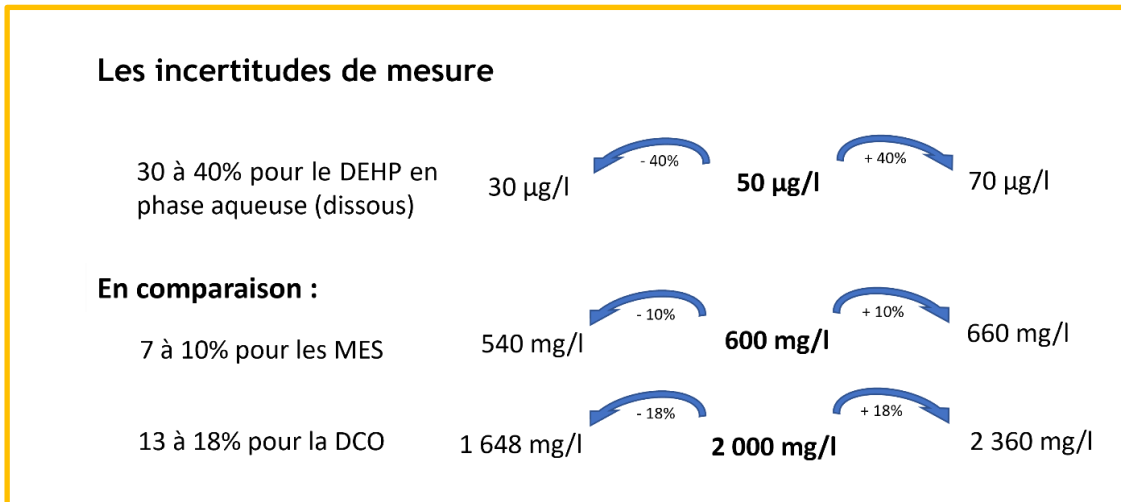 Les incertitudes de mesure
30 à 40% pour le DEHP en
phase aqueuse (dissous)
30 µg/l
- 40%
50 µg/l
+ 40%
70 µg/l
En comparaison :
7 à 10% pour les MES
540 mg/l
- 10%
600 mg/l
+ 10%
660 mg/l
13 à 18% pour la DCO
1 648 mg/l
- 18%
2 000 mg/l
+ 18%
2 360 mg/l